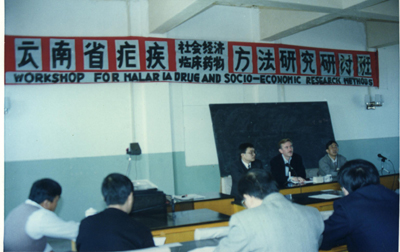 云南省疟疾 社会经济 方法研究研讨班
临床药物
WORKSHOP FOR MALARIA DRUG AND SOCIO-ECONOMIC RESEARCH METHODS